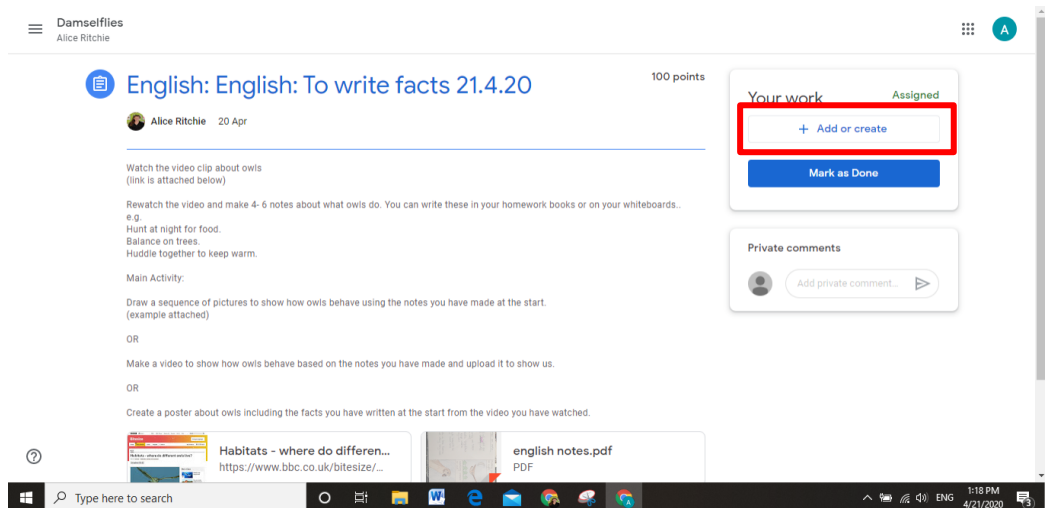 Damselflies
Alice Ritchie
A
English: English: To write facts 21.4.20
100 points
Alice Ritchie 20 Apr
Watch the video clip about owls
(link is attached below)
Rewatch the video and make 4- 6 notes about what owls do. You can write these in your homework books or on your whiteboards..
e.g.
Hunt at night for food.
Balance on trees.
Huddle together to keep warm.
Main Activity:
Draw a sequence of pictures to show how owls behave using the notes you have made at the start.
(example attached)
OR
Make a video to show how owls behave based on the notes you have made and upload it to show us.
OR
Create a poster about owls including the facts you have written at the start from the video you have watched.
Habitats - where do differen...
https://www.bbc.co.uk/bitesize/...
english notes.pdf
PDF
Your work
Assigned
+ Add or create
Mark as Done
Private comments
Add private comment...
Type here to search
ENG
1:18 PM
4/21/2020